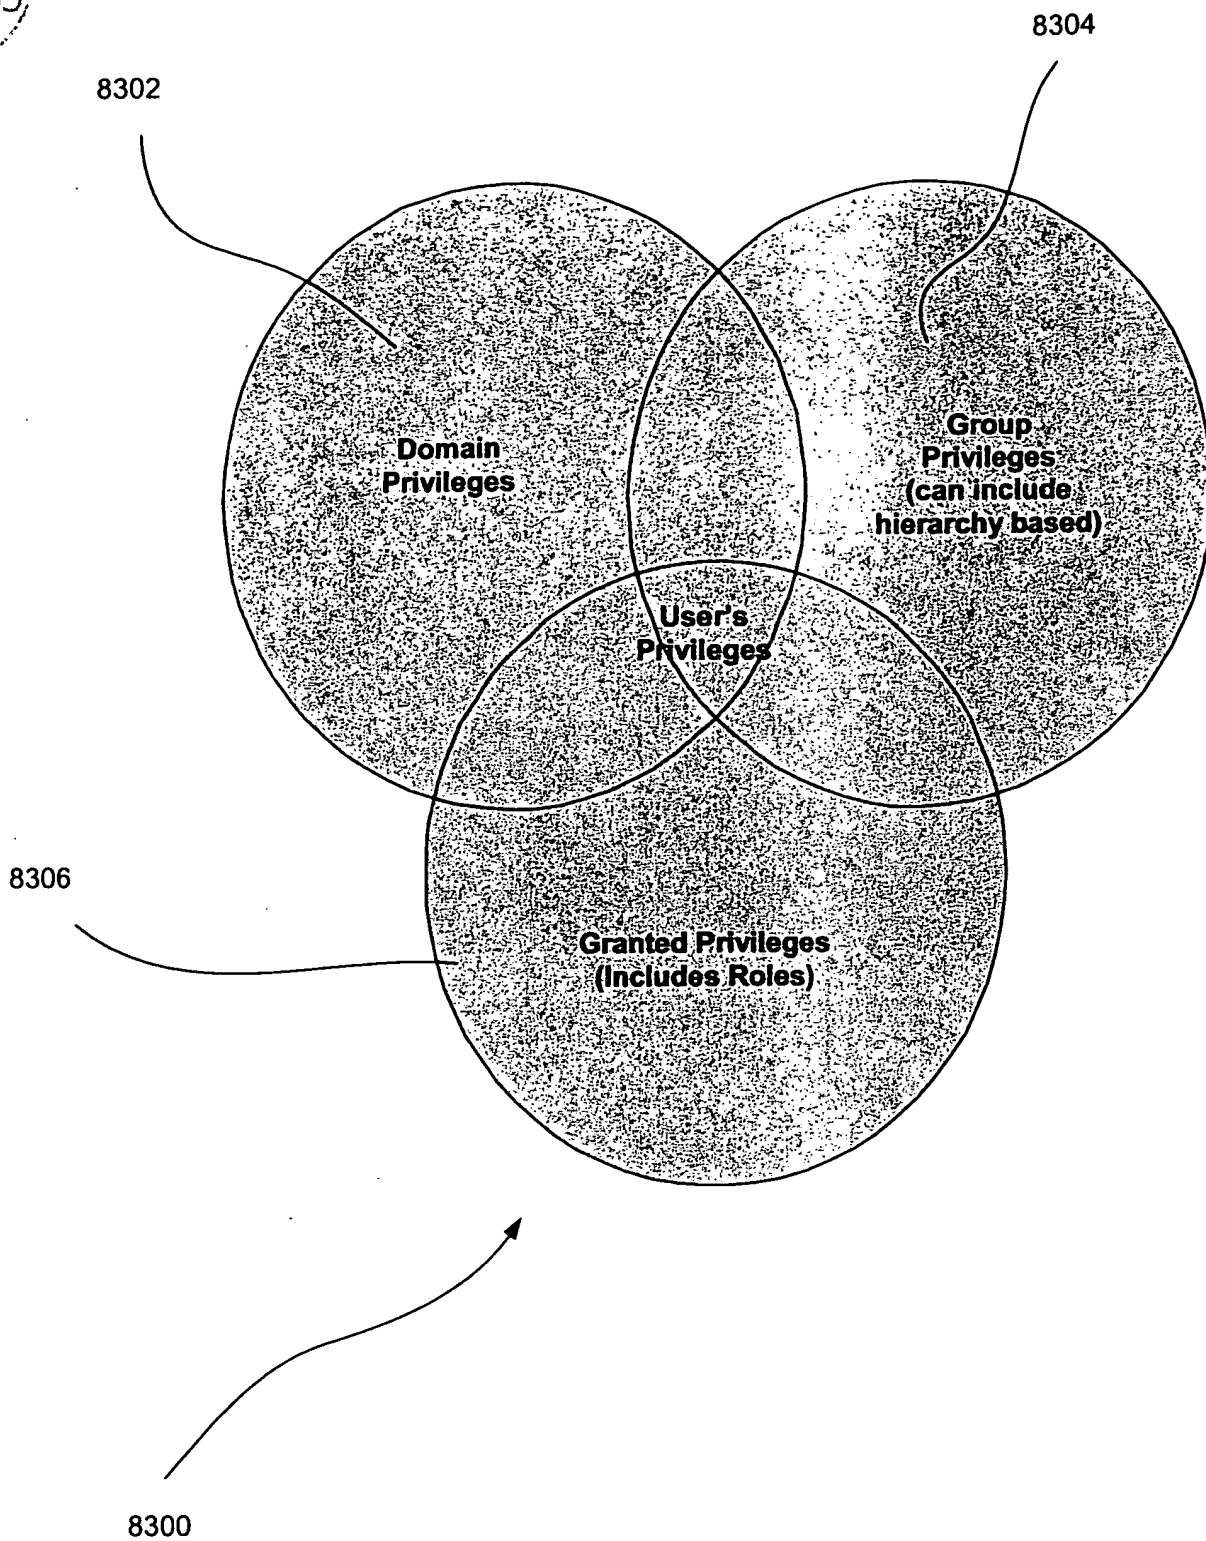 8304
8302
Domain
Privileges
Group
Privileges
(can include
hierarchy based)
User's
Privileges
8306
Granted Privileges
(Includes Roles)
8300